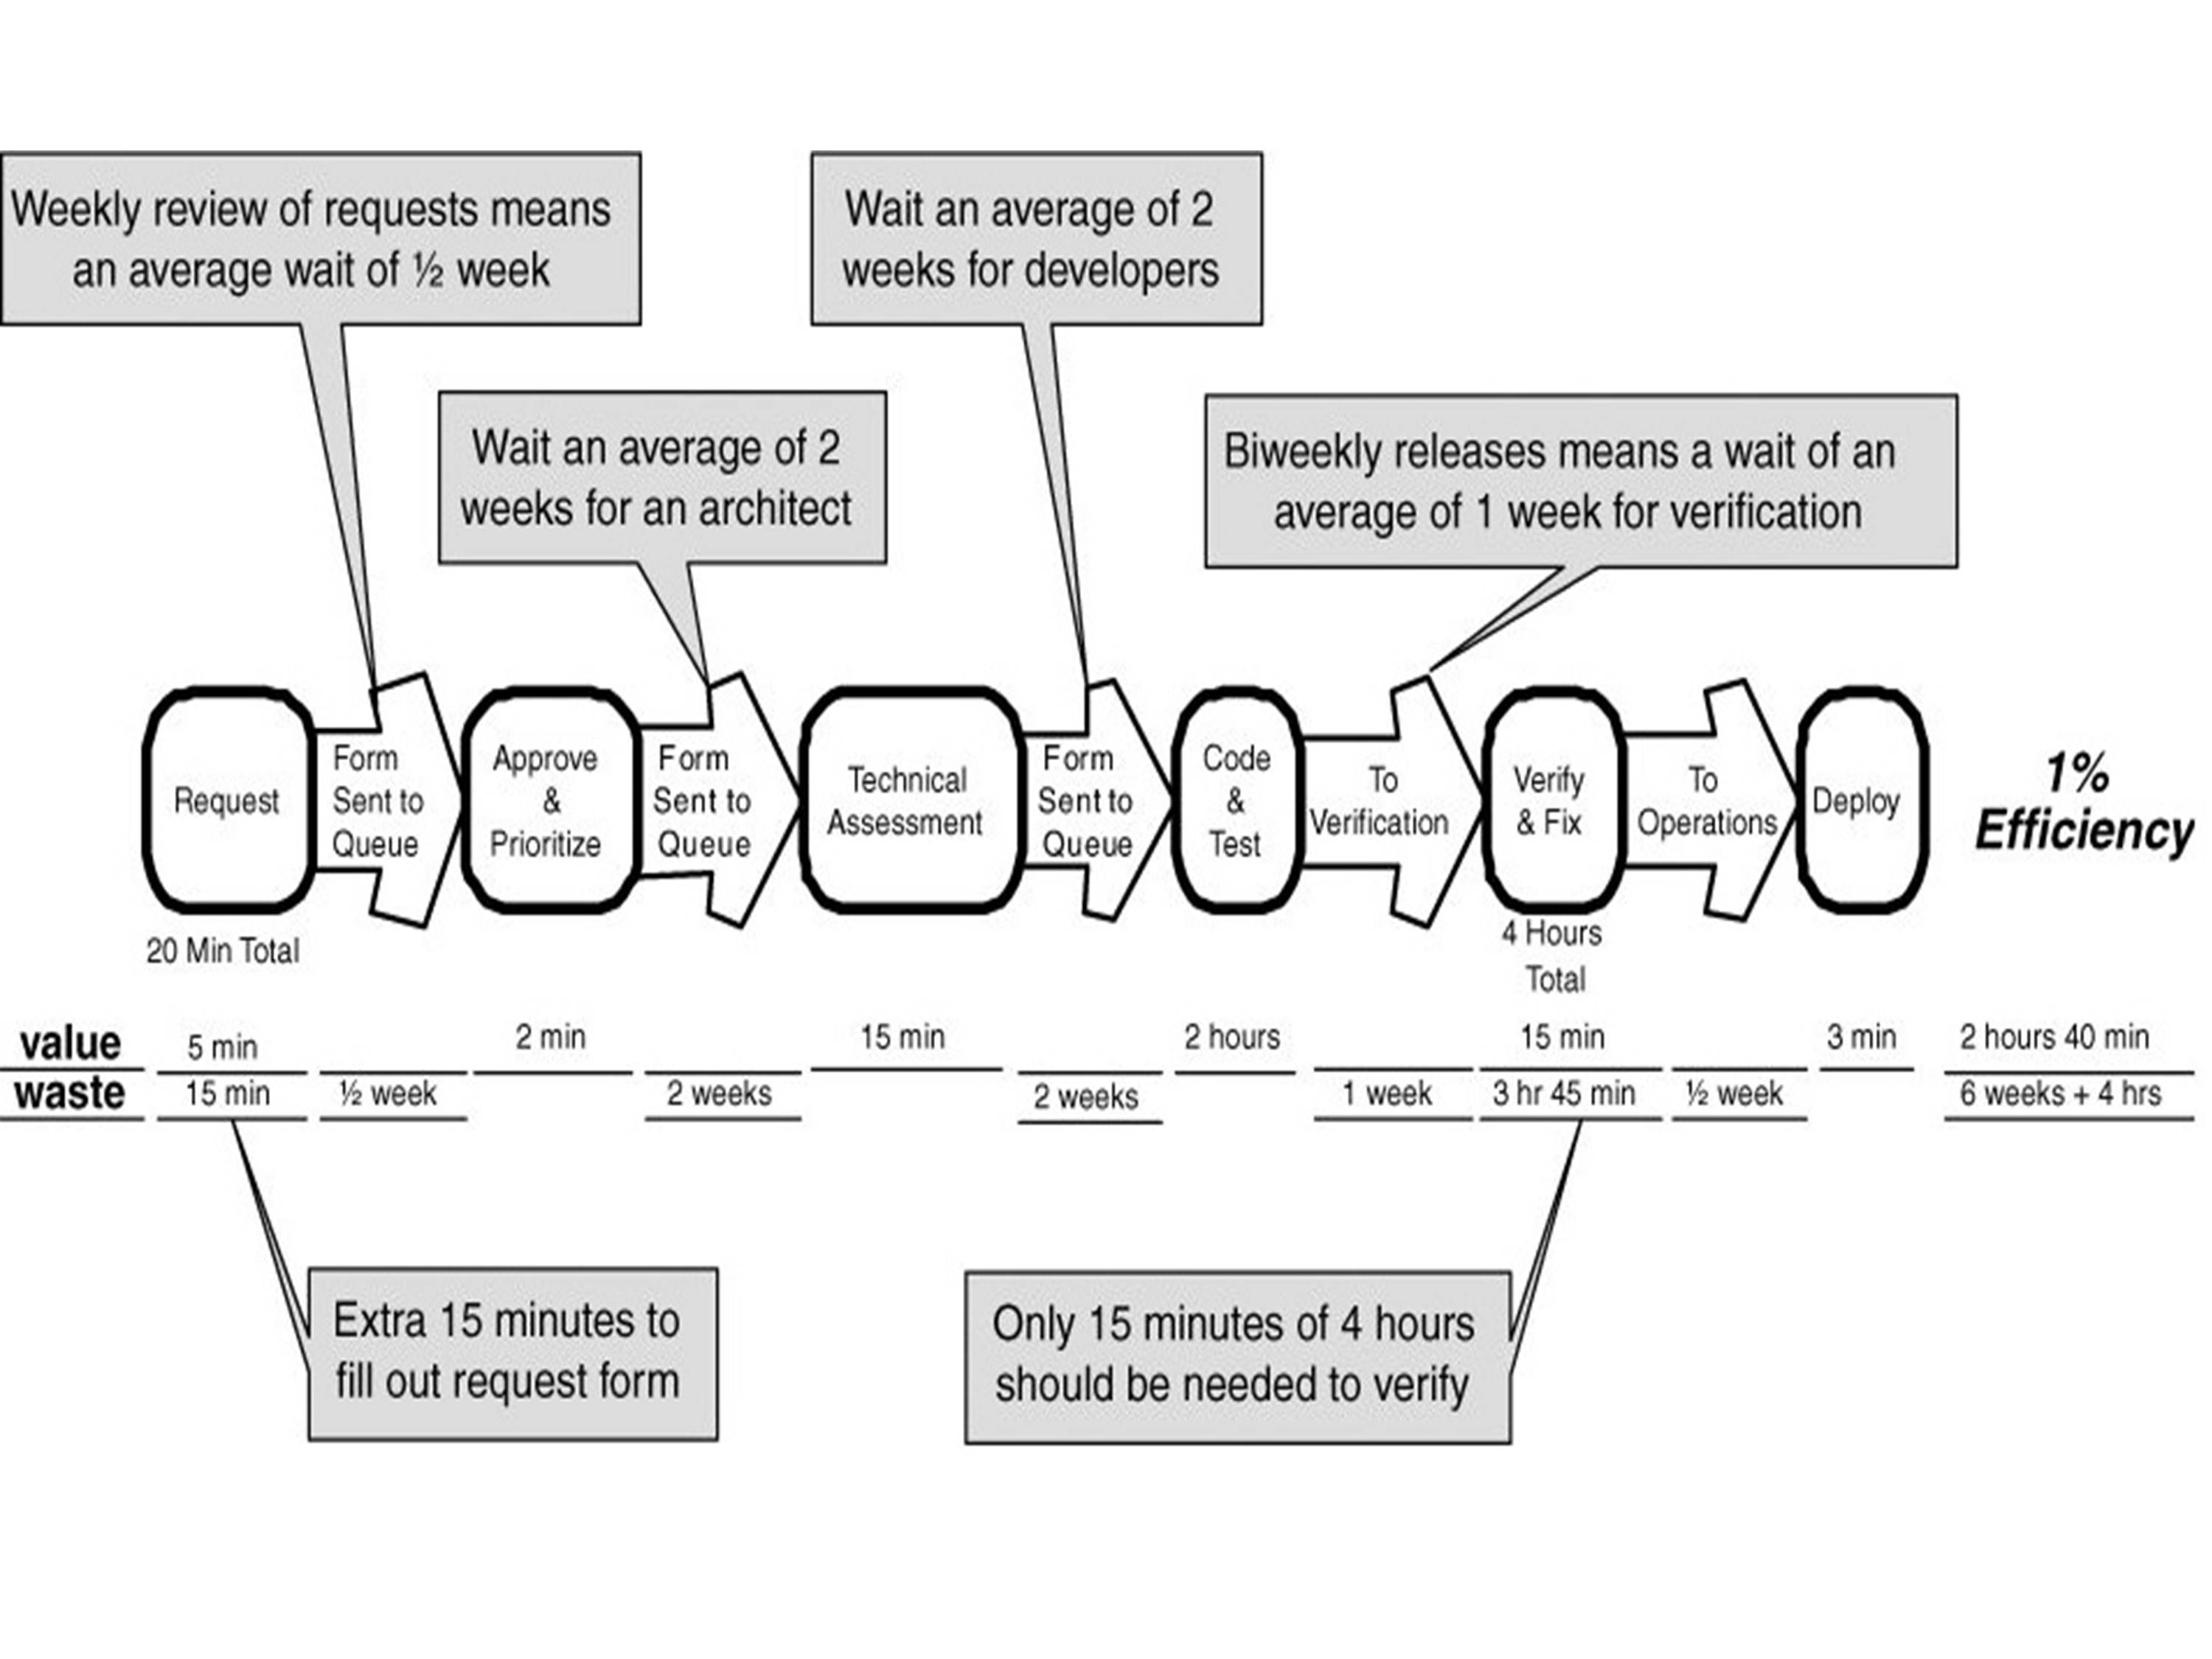 Weekly review of requests means
an average wait of ½ week
Wait an average of 2
weeks for developers
Wait an average of 2
weeks for an architect
Biweekly releases means a wait of an
average of 1 week for verification
Request
Form
Sent to
Queue
Approve
&
Prioritize
Form
Sent to
Queue
Technical
Assessment
Form
Sent to
Queue
Code
&
Test
To
Verification
Verify
& Fix
To
Operations
Deploy
1%
Efficiency
20 Min Total
4 Hours
Total
value
5 min
2 min
15 min
2 hours
15 min
3 min
2 hours 40 min
waste
15 min
½ week
2 weeks
2 weeks
1 week
3 hr 45 min
½ week
6 weeks + 4 hrs
Extra 15 minutes to
fill out request form
Only 15 minutes of 4 hours
should be needed to verify